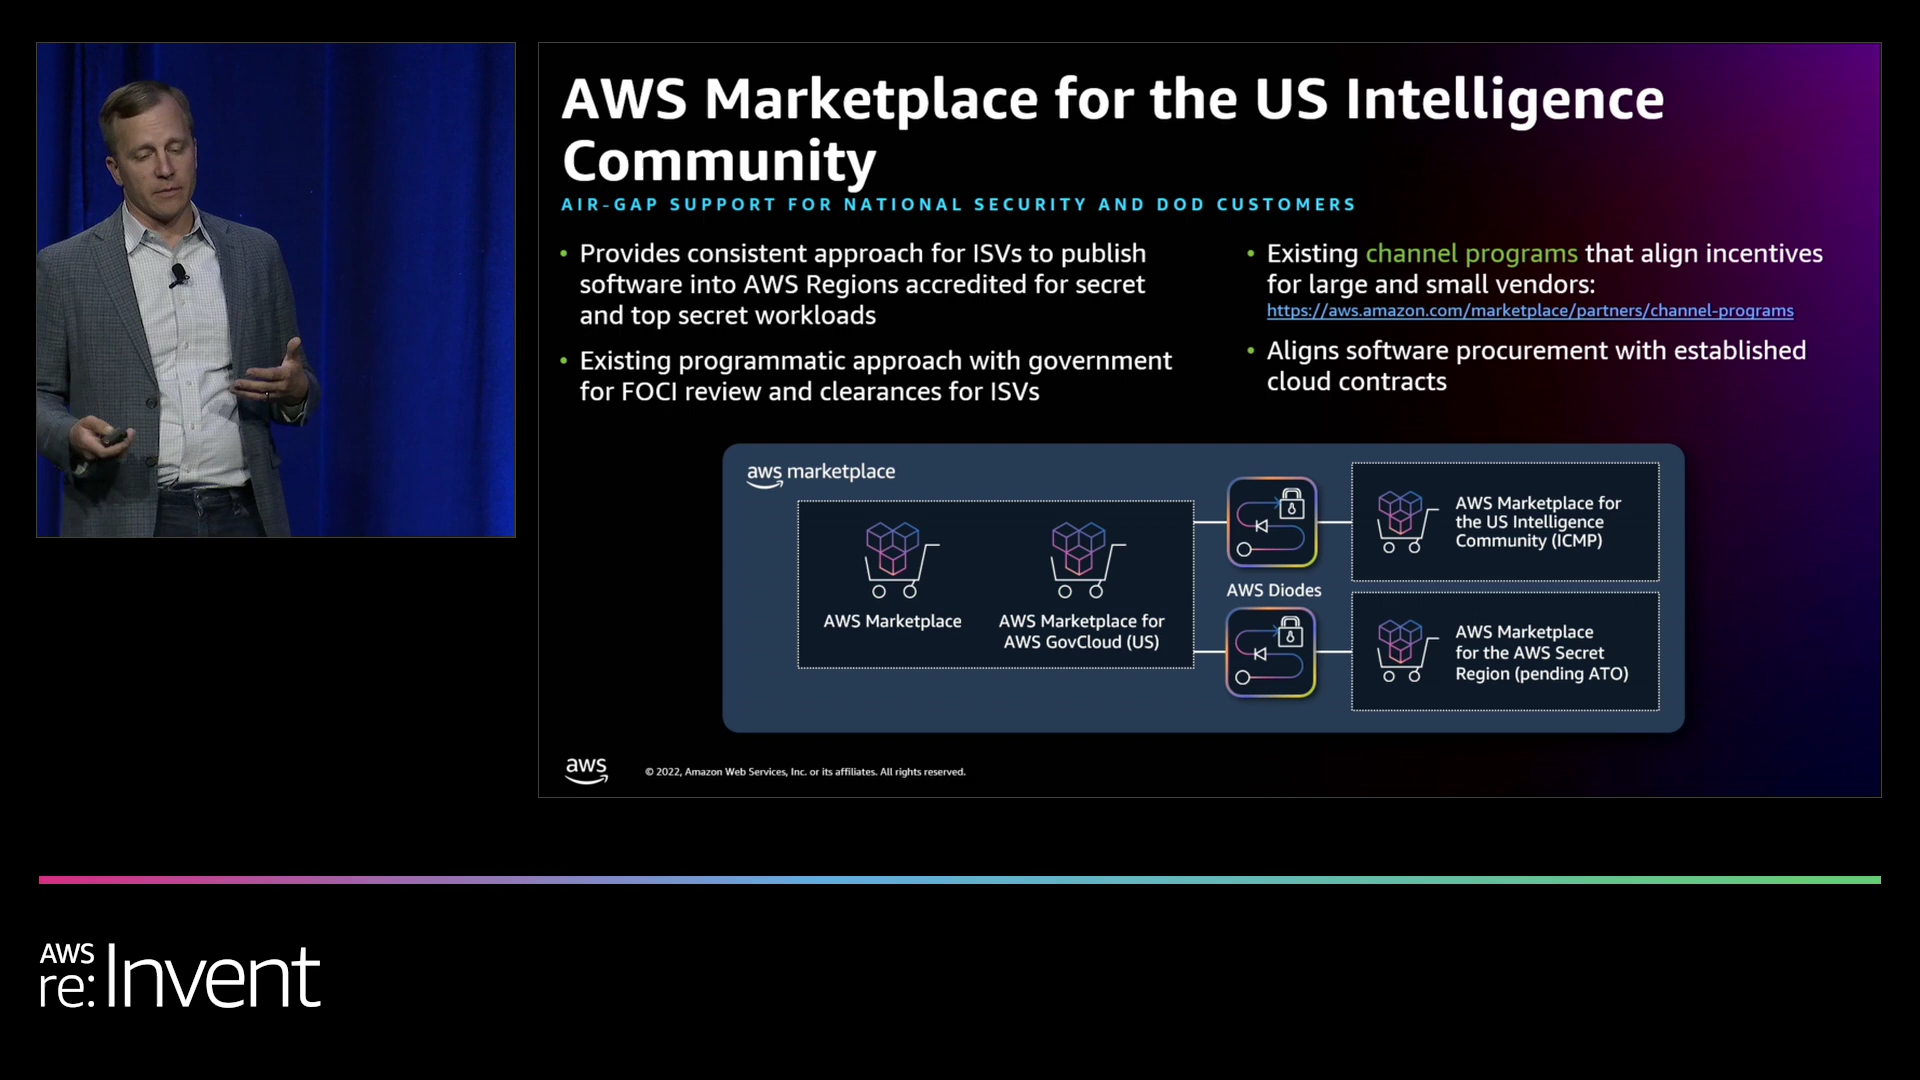 AWS Marketplace for the US Intelligence
Community
AIR-GAP SUPPORT FOR NATIONAL SECURITY AND DOD CUSTOMERS
• Provides consistent approach for ISVs to publish
software into AWS Regions accredited for secret
and top secret workloads
• Existing programmatic approach with government
for FOCI review and clearances for ISVs
• Existing channel programs that align incentives
for large and small vendors:
https://aws.amazon.com/marketplace/partners/channel-programs
• Aligns software procurement with established
cloud contracts
aws marketplace
AWS Marketplace
AWS Marketplace for
AWS GovCloud (US)
AWS Diodes
AWS Marketplace for
the US Intelligence
Community (ICMP)
AWS Marketplace
for the AWS Secret
Region (pending ATO)
aws
© 2022, Amazon Web Services, Inc. or its affiliates. All rights reserved.
AWS
re:Invent